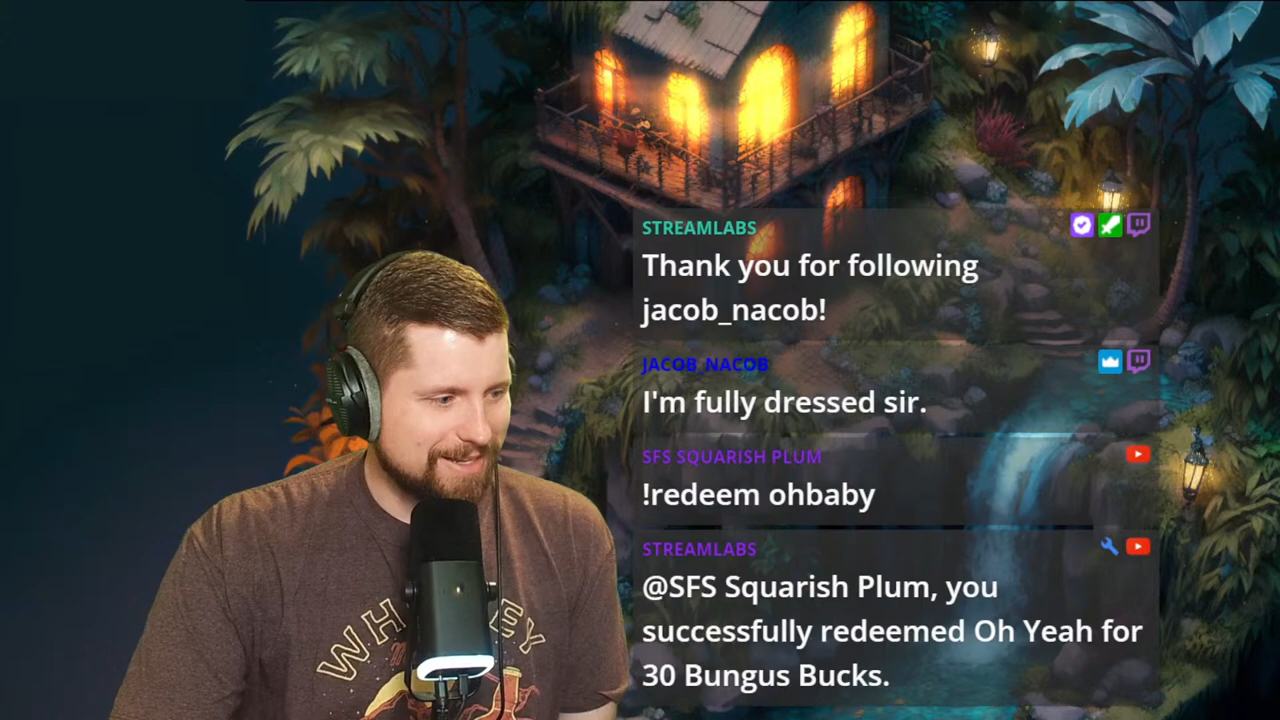 STREAMLABS
Thank you for following
jacob_nacob!
JACOB_NACOB
I'm fully dressed sir.
SFS SQUARISH PLUM
!redeem ohbaby
STREAMLABS
@SFS Squarish Plum, you
successfully redeemed Oh Yeah for
30 Bungus Bucks.